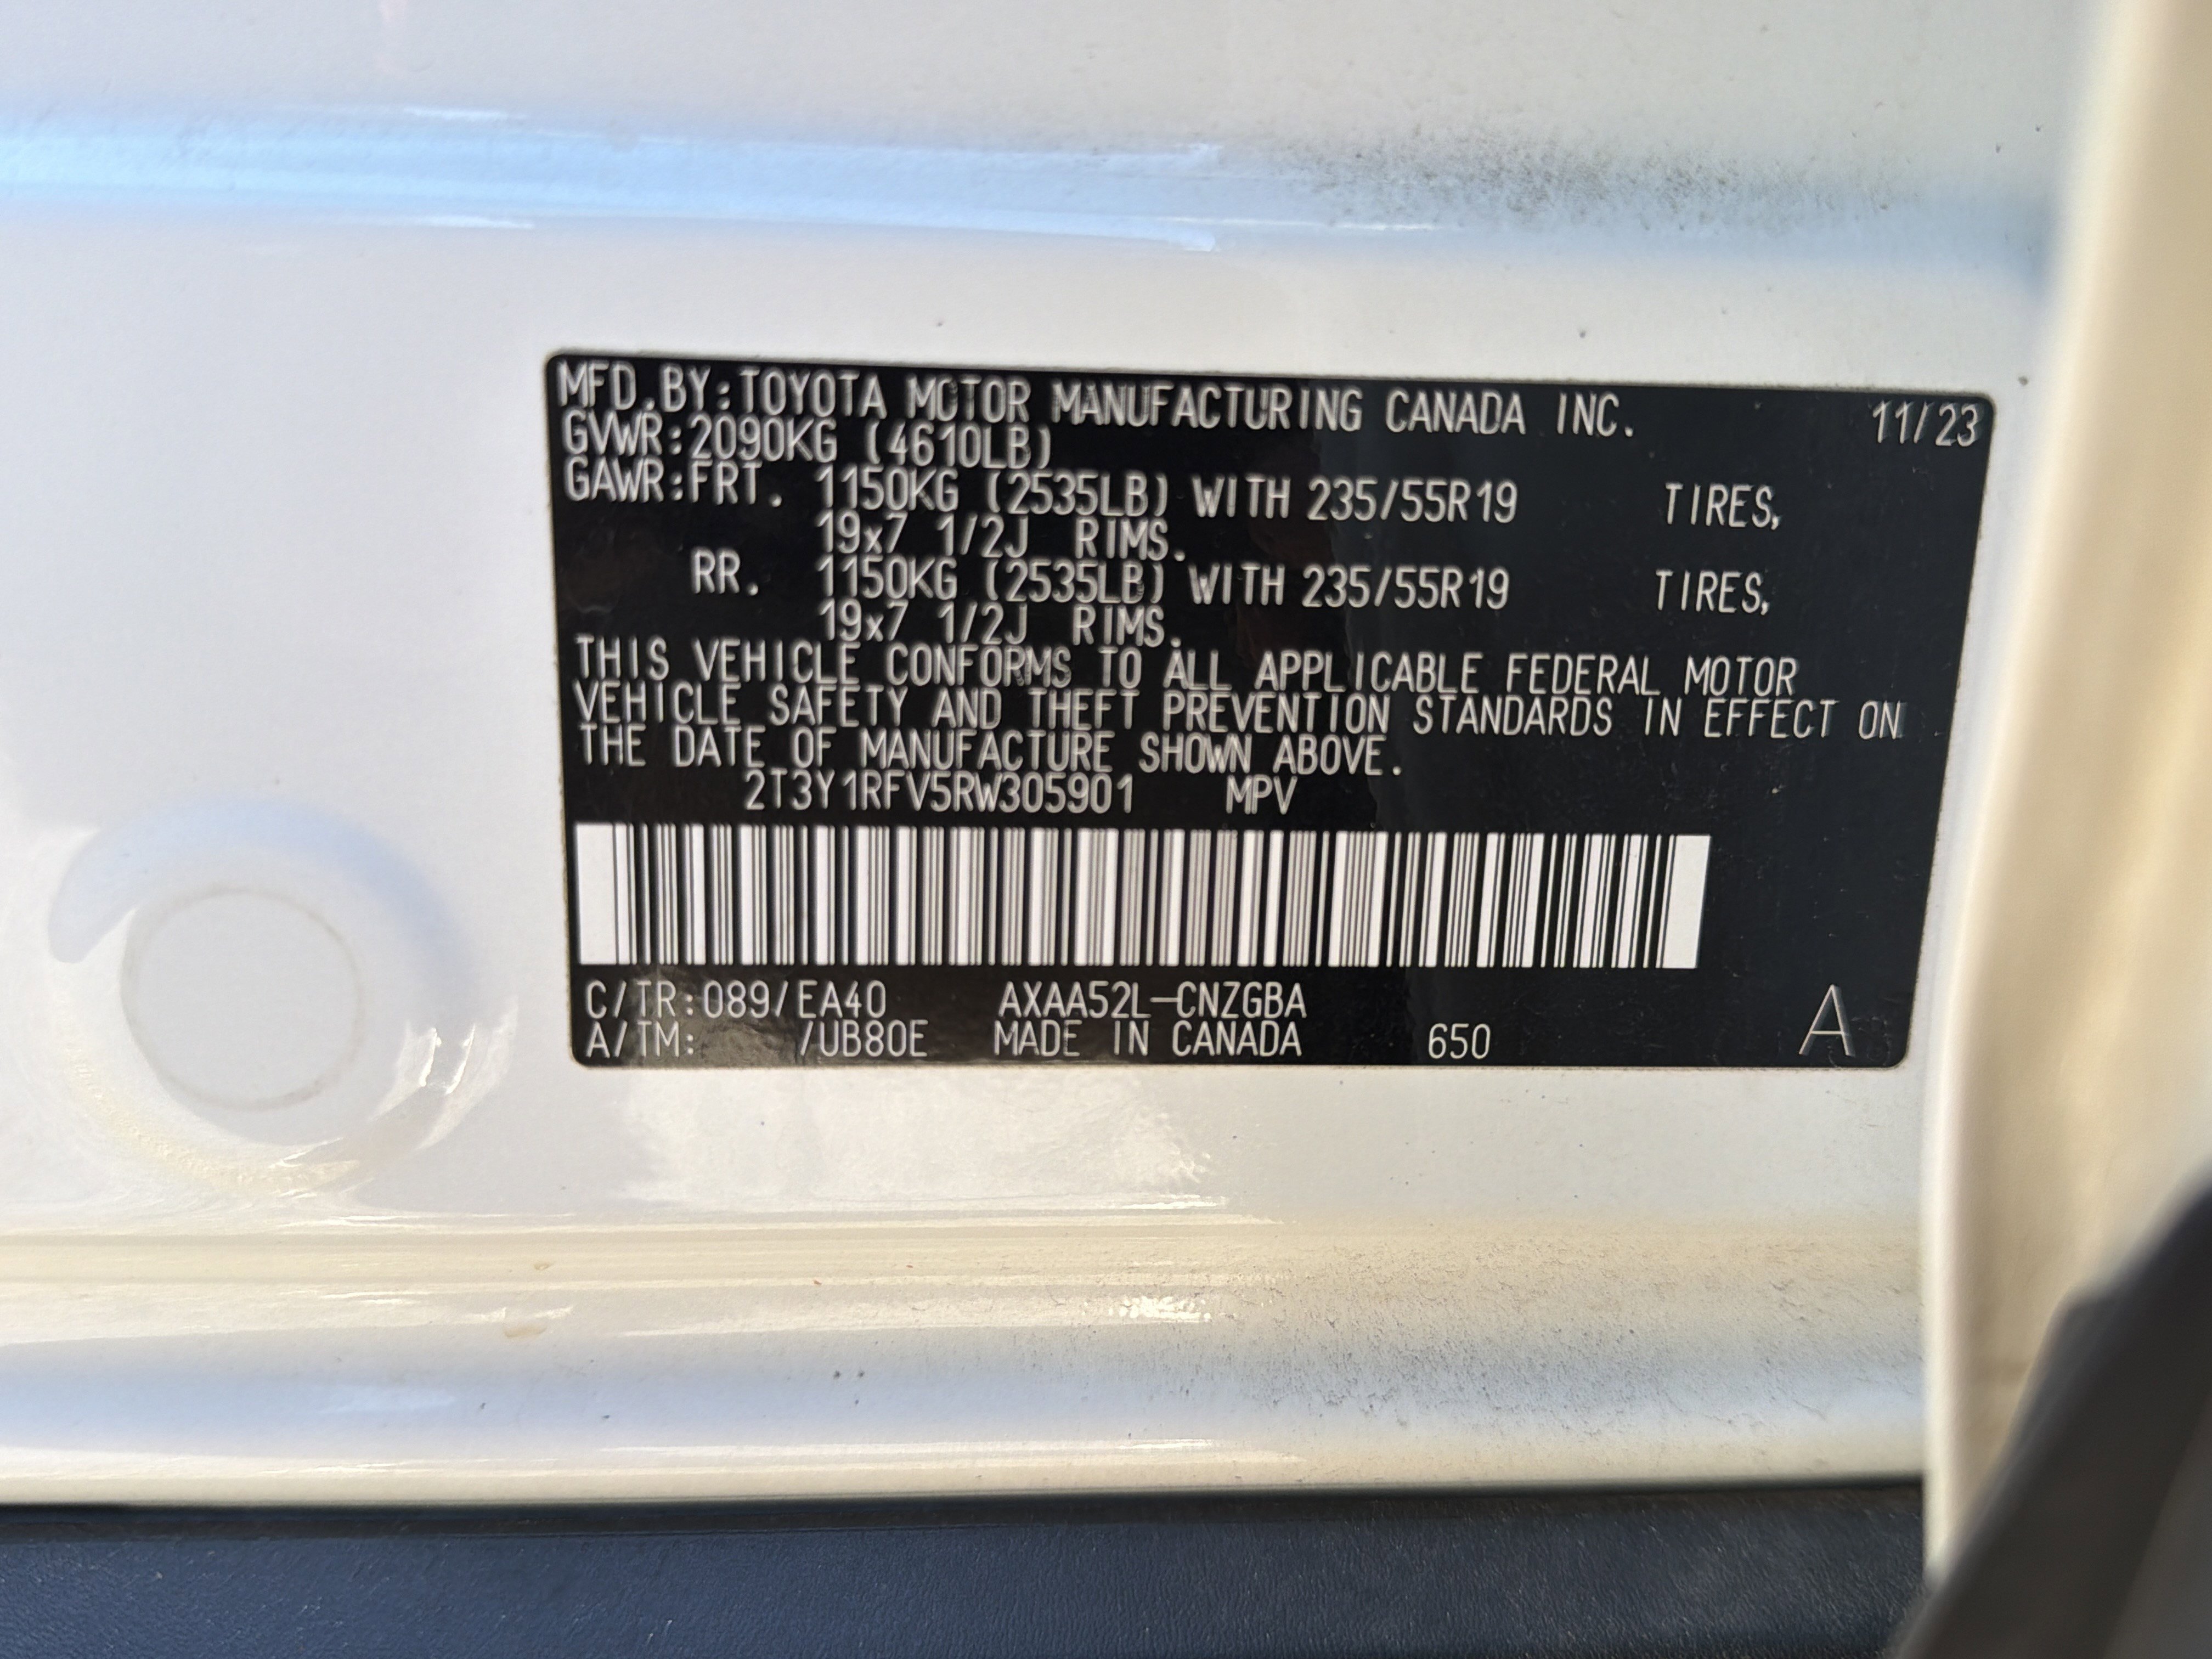 MFD.BY:TOYOTA MOTOR MANUFACTURING CANADA INC. 11/23
GVWR:2090KG (4610LB)
GAWR:FRT. 1150KG (2535LB) WITH 235/55R19 TIRES,
19x7 1/2J RIMS.
RR. 1150KG (2535LB) WITH 235/55R19 TIRES,
19x7 1/2J RIMS.
THIS VEHICLE CONFORMS TO ALL APPLICABLE FEDERAL MOTOR
VEHICLE SAFETY AND THEFT PREVENTION STANDARDS IN EFFECT ON
THE DATE OF MANUFACTURE SHOWN ABOVE.
2T3Y1RFV5RW305901 MPV
C/TR:089/EA40 AXAA52L-CNZGBA
A/TM: /UB80E MADE IN CANADA 650 A